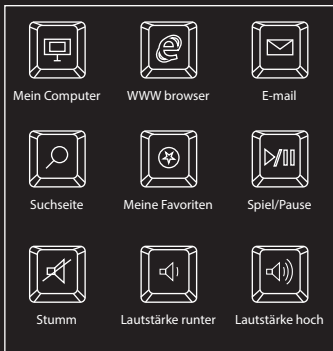 Mein Computer WWW browser E-mail
Suchseite Meine Favoriten Spiel/Pause
Stumm Lautstärke runter Lautstärke hoch